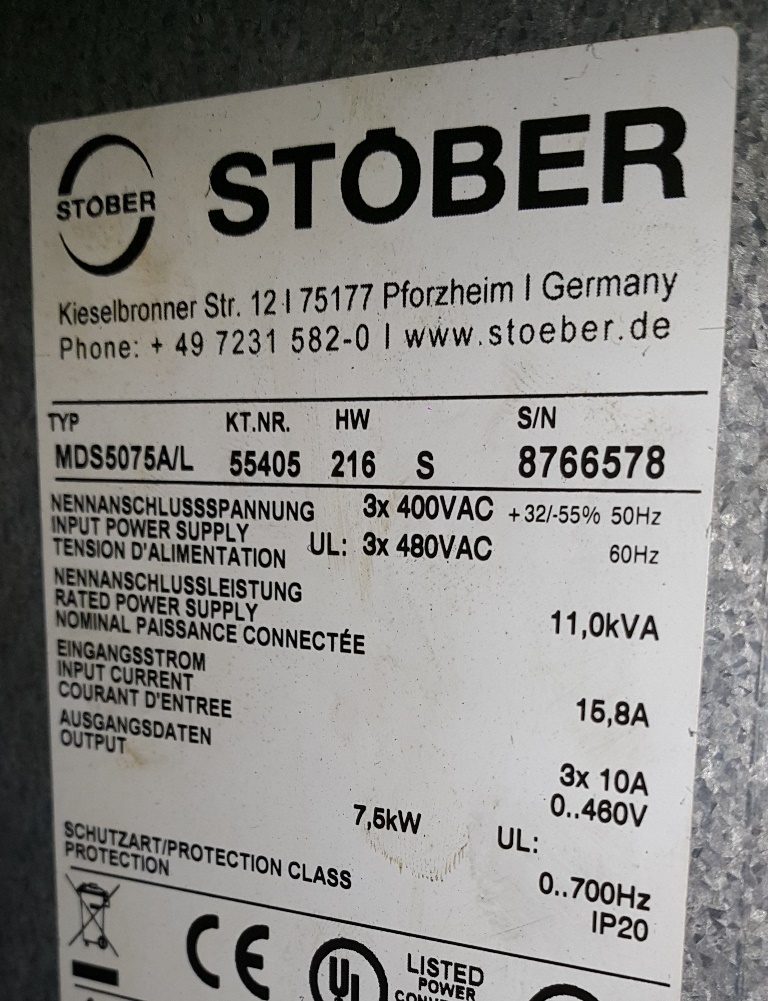 STÖBER
STÖBER
Kieselbronner Str. 12 I 75177 Pforzheim I Germany
Phone: + 49 7231 582-0 I www.stoeber.de
TYP KT.NR. HW S/N
MDS5075A/L 55405 216 S 8766578
NENNANSCHLUSSSPANNUNG 3x 400VAC +32/-55% 50Hz
INPUT POWER SUPPLY UL: 3x 480VAC 60Hz
TENSION D'ALIMENTATION
NENNANSCHLUSSLEISTUNG
RATED POWER SUPPLY 11,0kVA
NOMINAL PAISSANCE CONNECTÉE
EINGANGSSTROM
INPUT CURRENT 15,8A
COURANT D'ENTREE
AUSGANGSDATEN
OUTPUT 3x 10A
0..460V
7,5kW UL:
0..700Hz
SCHUTZART/PROTECTION CLASS IP20
PROTECTION
CE
UL LISTED
POWER